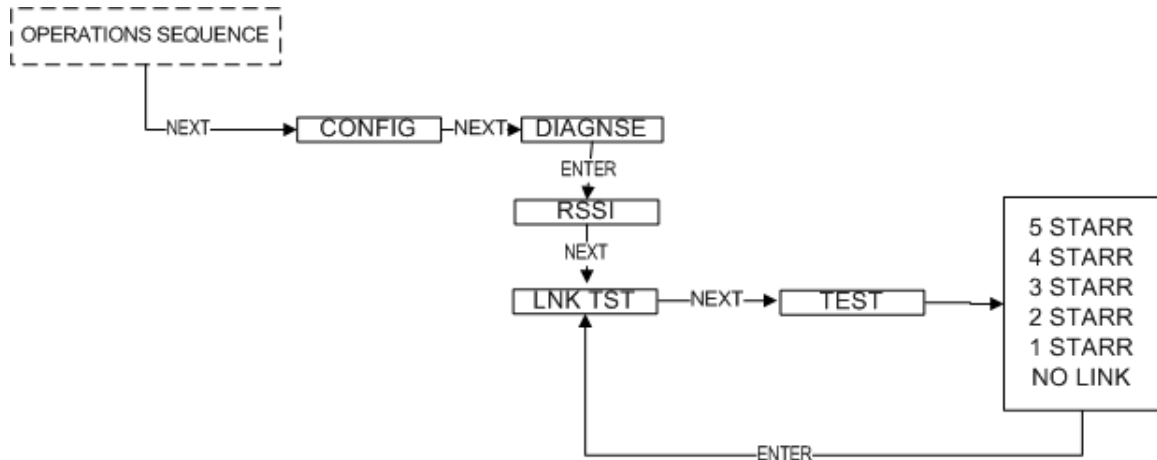 OPERATIONS SEQUENCE
NEXT
CONFIG
NEXT
DIAGNSE
ENTER
RSSI
NEXT
LNK TST
NEXT
TEST
5 STARR
4 STARR
3 STARR
2 STARR
1 STARR
NO LINK
ENTER